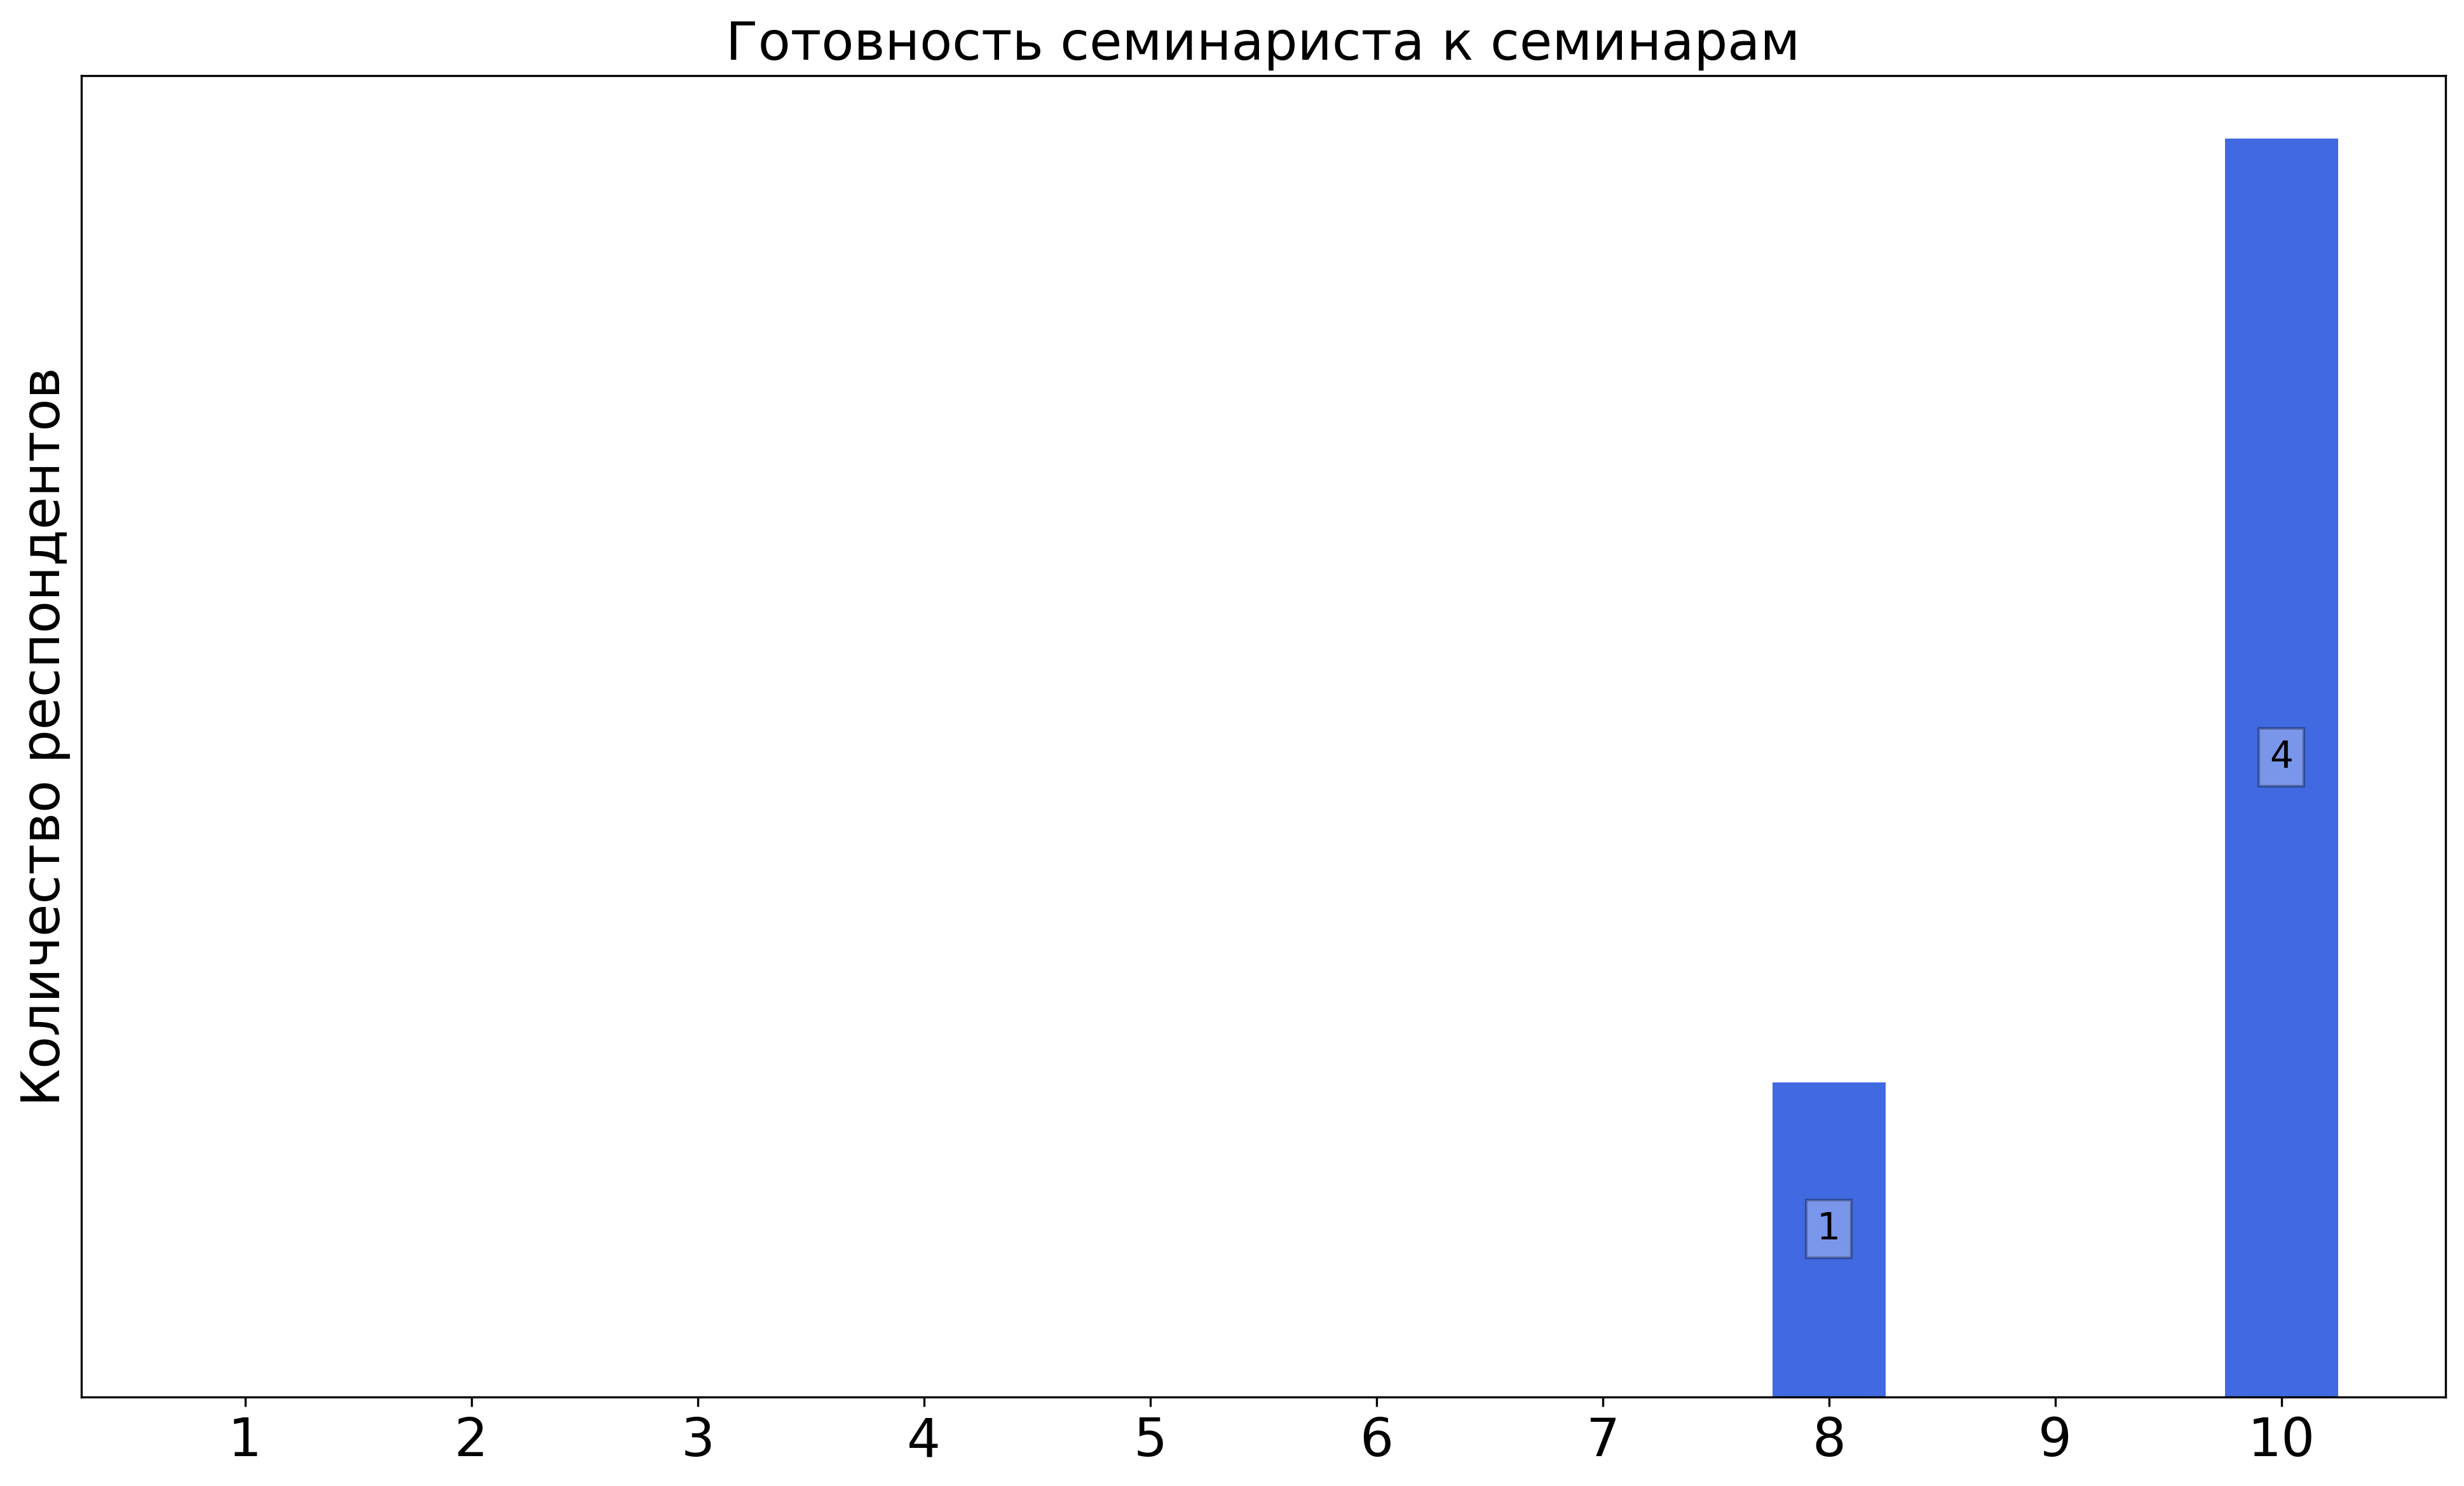 Готовность семинариста к семинарам
Количество респондентов
4
1
1 2 3 4 5 6 7 8 9 10